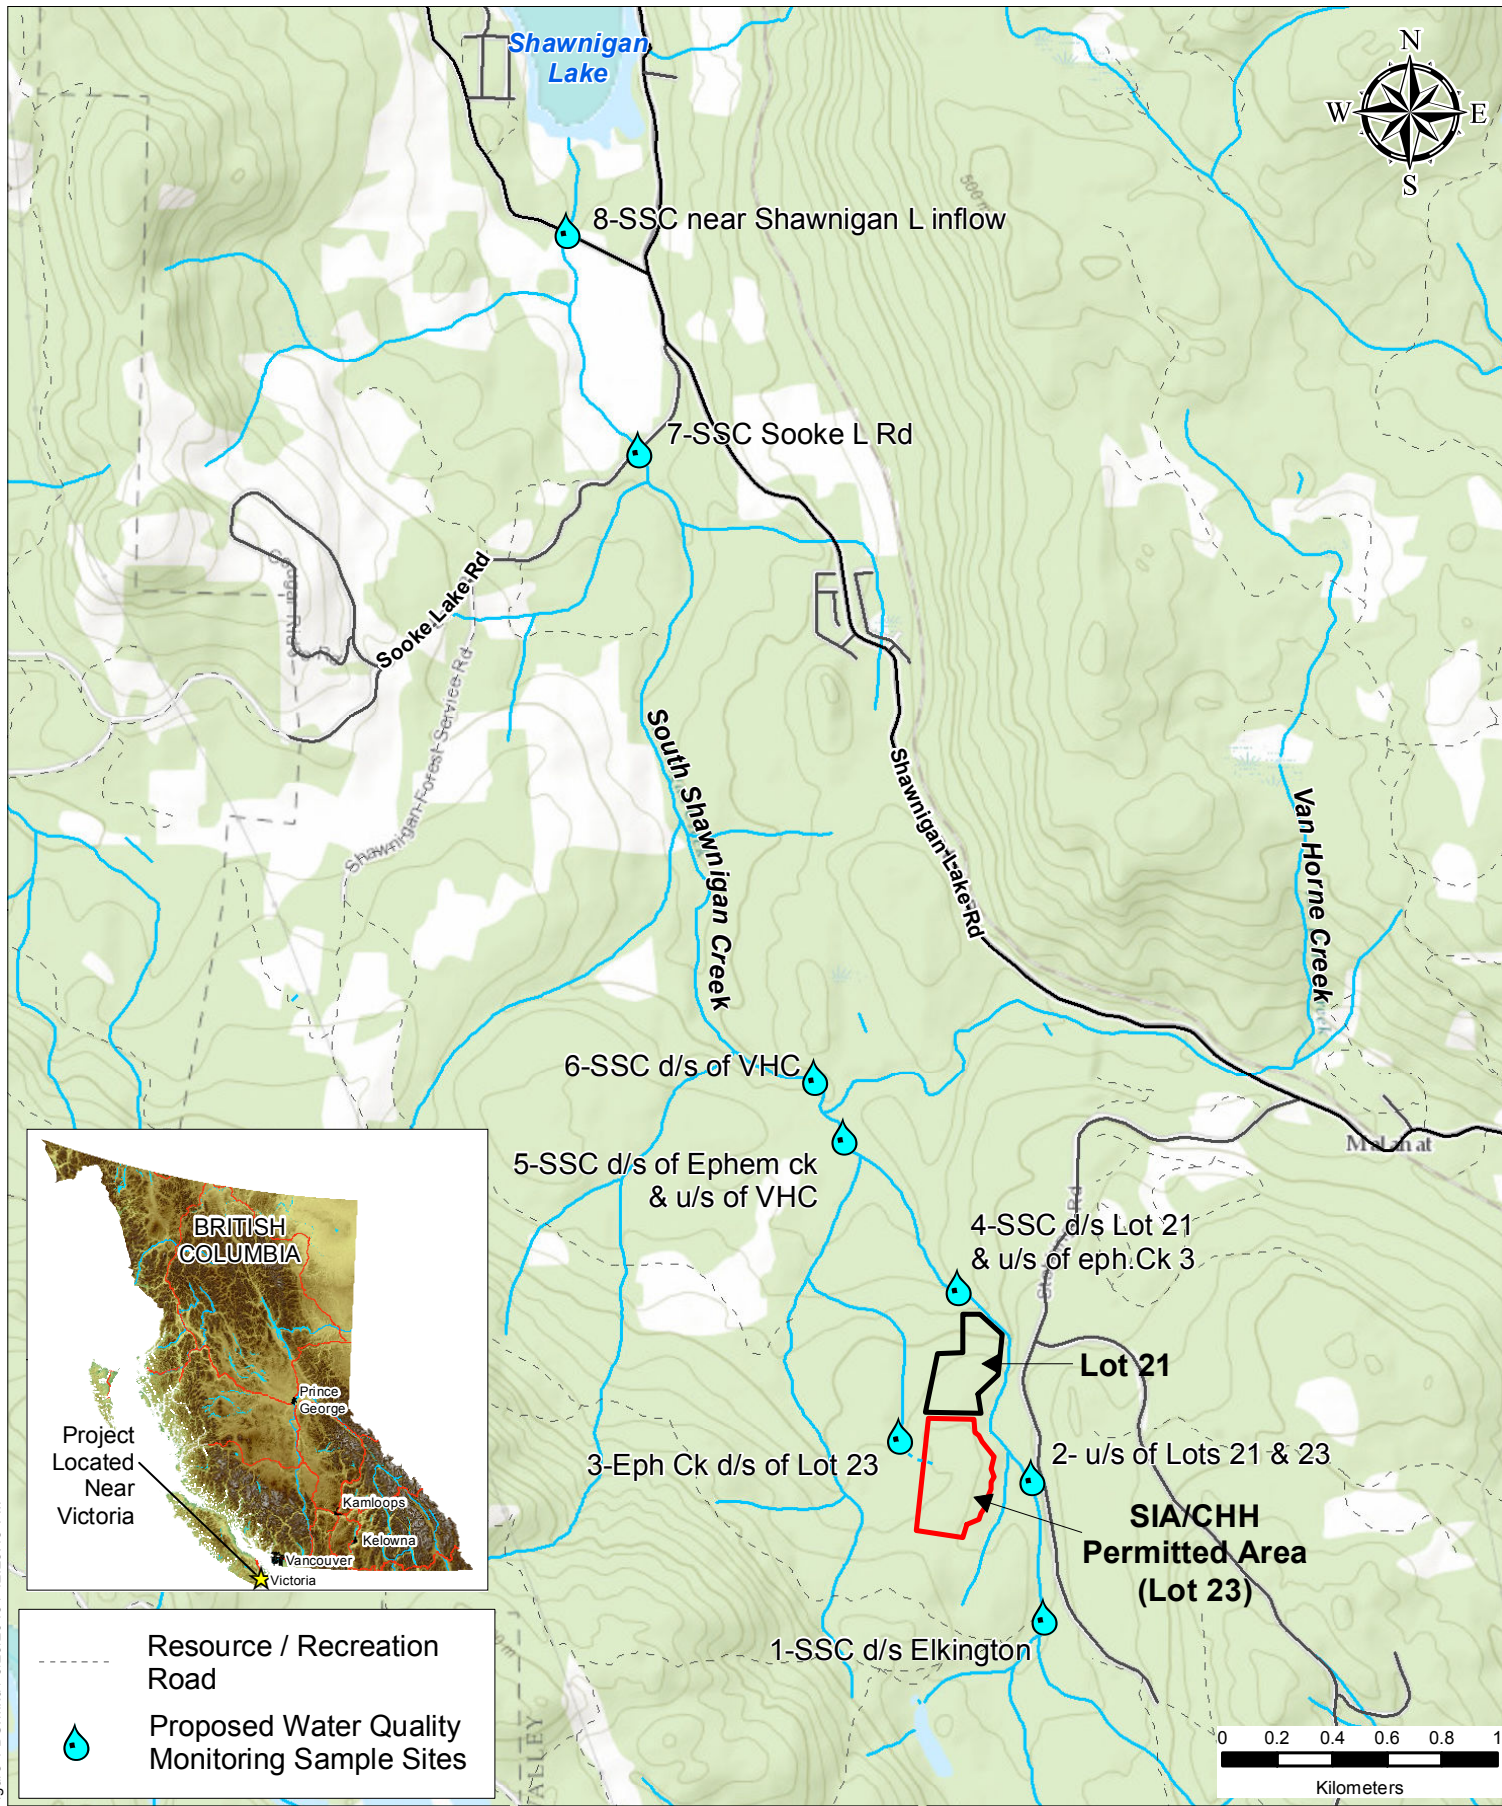 Shawnigan
Lake
N
W
E
S
500 m
8-SSC near Shawnigan L inflow
7-SSC Sooke L Rd
Sooke Lake Rd
Shawnigan Forest Service Rd
South Shawnigan Creek
Shawnigan Lake Rd
Van Horne Creek
6-SSC d/s of VHC
5-SSC d/s of Ephem ck
& u/s of VHC
Malahat
4-SSC d/s Lot 21
& u/s of eph.Ck 3
Lot 21
3-Eph Ck d/s of Lot 23
2- u/s of Lots 21 & 23
SIA/CHH
Permitted Area
(Lot 23)
1-SSC d/s Elkington
BRITISH
COLUMBIA
Prince
George
Project
Located
Near
Victoria
Kamloops
Kelowna
Vancouver
Victoria
Resource / Recreation
Road
Proposed Water Quality
Monitoring Sample Sites
0 0.2 0.4 0.6 0.8 1
Kilometers